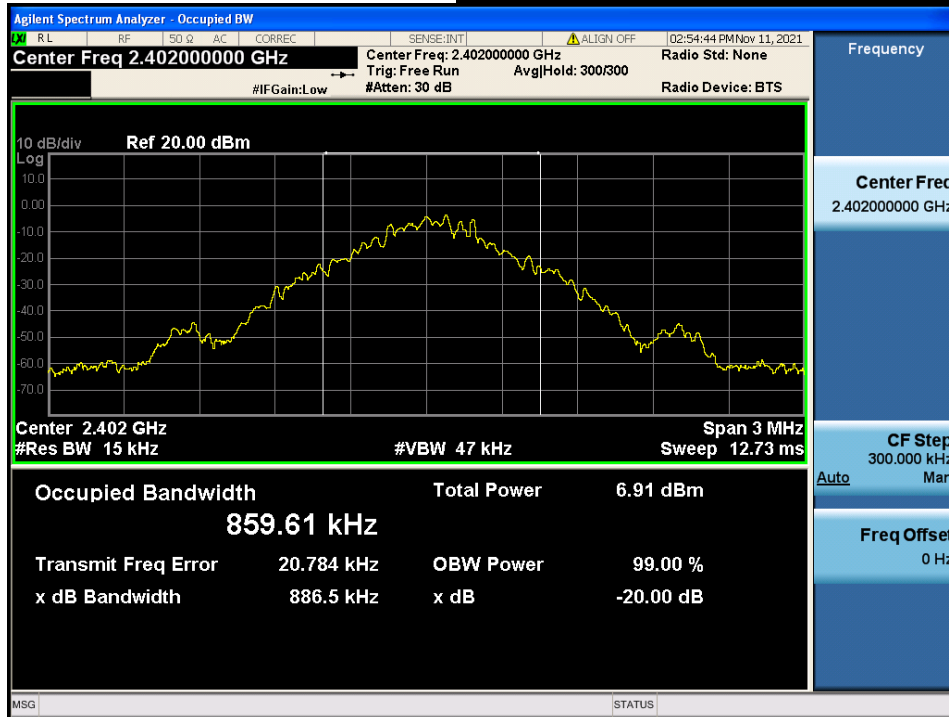 Agilent Spectrum Analyzer - Occupied BW
LXI RL RF 50 Ω AC CORREC SENSE:INT ALIGN OFF 02:54:44 PM Nov 11, 2021
Center Freq 2.402000000 GHz
Center Freq: 2.402000000 GHz
Radio Std: None
Trig: Free Run Avg|Hold: 300/300
#IFGain:Low
#Atten: 30 dB
Radio Device: BTS
10 dB/div Ref 20.00 dBm
Log
10.0
0.00
-10.0
-20.0
-30.0
-40.0
-50.0
-60.0
-70.0
Center 2.402 GHz Span 3 MHz
#Res BW 15 kHz #VBW 47 kHz Sweep 12.73 ms
Occupied Bandwidth Total Power 6.91 dBm
859.61 kHz
Transmit Freq Error 20.784 kHz OBW Power 99.00 %
x dB Bandwidth 886.5 kHz x dB -20.00 dB
MSG STATUS
Frequency
Center Freq
2.402000000 GHz
CF Step
300.000 kHz
Auto Man
Freq Offset
0 Hz